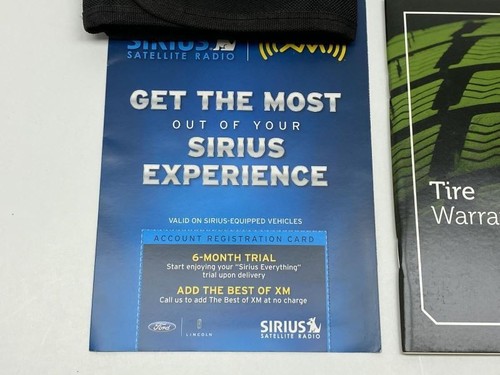 SIRIUS
SATELLITE RADIO
XM
GET THE MOST
OUT OF YOUR
SIRIUS
EXPERIENCE
VALID ON SIRIUS-EQUIPPED VEHICLES
ACCOUNT REGISTRATION CARD
6-MONTH TRIAL
Start enjoying your "Sirius Everything"
trial upon delivery
ADD THE BEST OF XM
Call us to add The Best of XM at no charge
Ford
LINCOLN
SIRIUS
SATELLITE RADIO
Tire
Warra